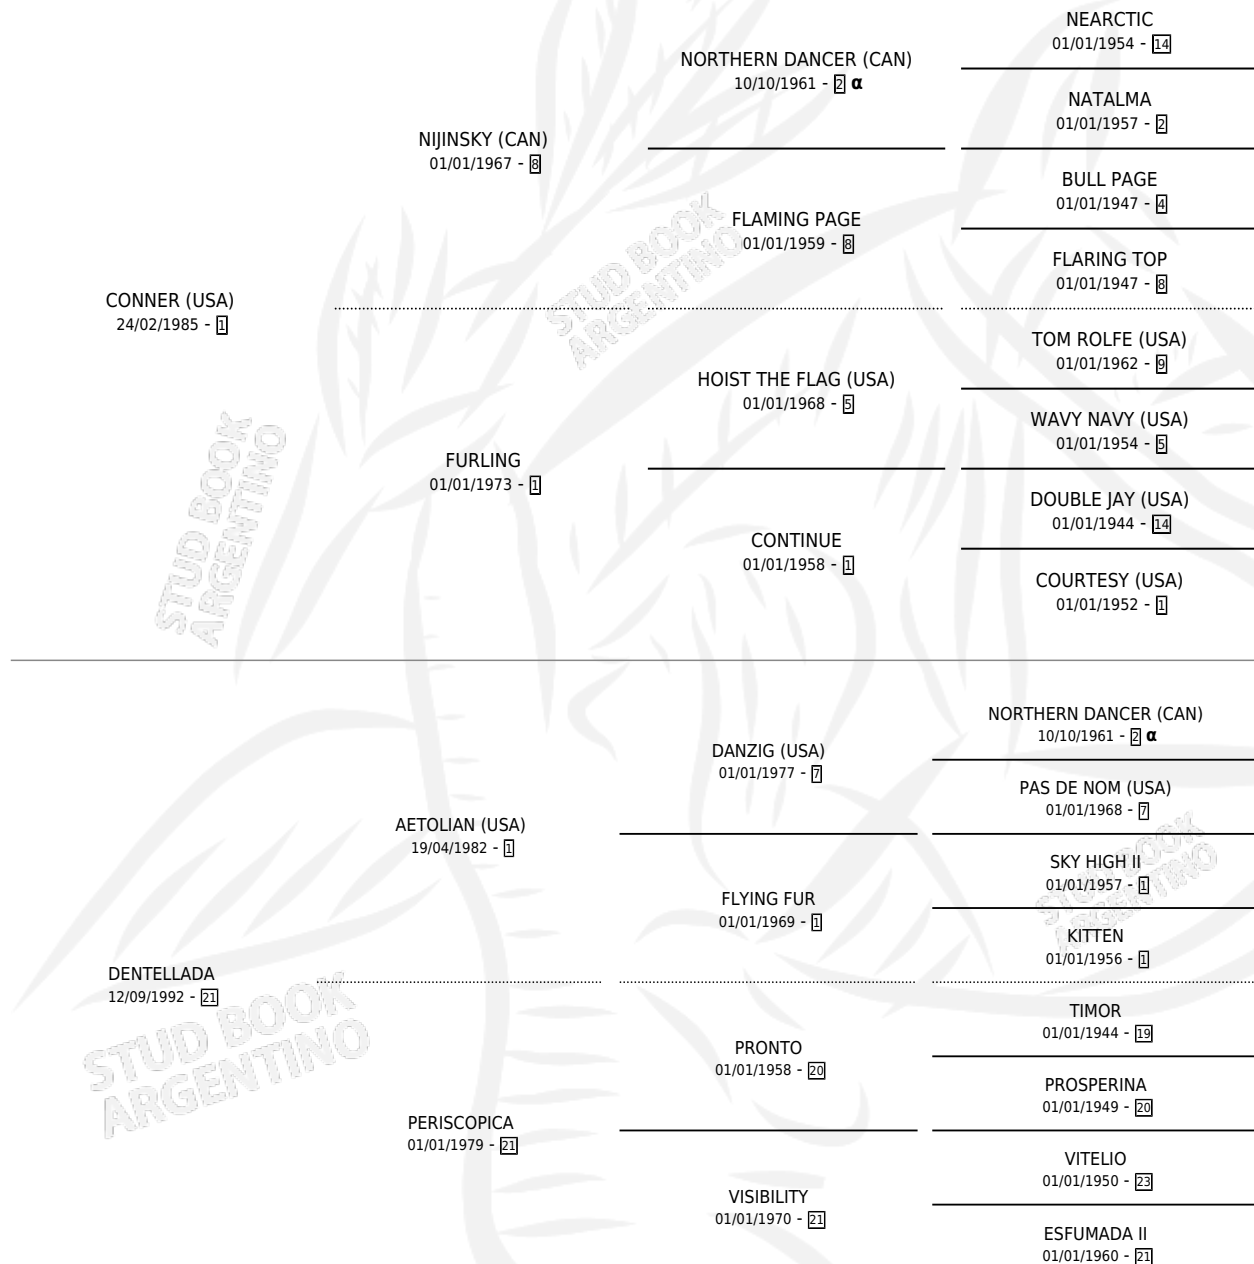 NEARCTIC
01/01/1954 - 14
NORTHERN DANCER (CAN)
10/10/1961 - 2 α
NATALMA
01/01/1957 - 2
NIJINSKY (CAN)
01/01/1967 - 8
BULL PAGE
01/01/1947 - 4
FLAMING PAGE
01/01/1959 - 8
FLARING TOP
01/01/1947 - 8
CONNER (USA)
24/02/1985 - 1
TOM ROLFE (USA)
01/01/1962 - 9
HOIST THE FLAG (USA)
01/01/1968 - 5
WAVY NAVY (USA)
01/01/1954 - 5
FURLING
01/01/1973 - 1
DOUBLE JAY (USA)
01/01/1944 - 14
CONTINUE
01/01/1958 - 1
COURTESY (USA)
01/01/1952 - 1
NORTHERN DANCER (CAN)
10/10/1961 - 2 α
DANZIG (USA)
01/01/1977 - 7
PAS DE NOM (USA)
01/01/1968 - 7
AETOLIAN (USA)
19/04/1982 - 1
SKY HIGH II
01/01/1957 - 1
FLYING FUR
01/01/1969 - 1
KITTEN
01/01/1956 - 1
DENTELLADA
12/09/1992 - 21
TIMOR
01/01/1944 - 19
PRONTO
01/01/1958 - 20
PROSPERINA
01/01/1949 - 20
PERISCOPICA
01/01/1979 - 21
VITELIO
01/01/1950 - 23
VISIBILITY
01/01/1970 - 21
ESFUMADA II
01/01/1960 - 21
STUD BOOK
ARGENTINO
STUD BOOK
ARGENTINO
STUD BOOK
ARGENTINO
STUD BOOK
ARGENTINO